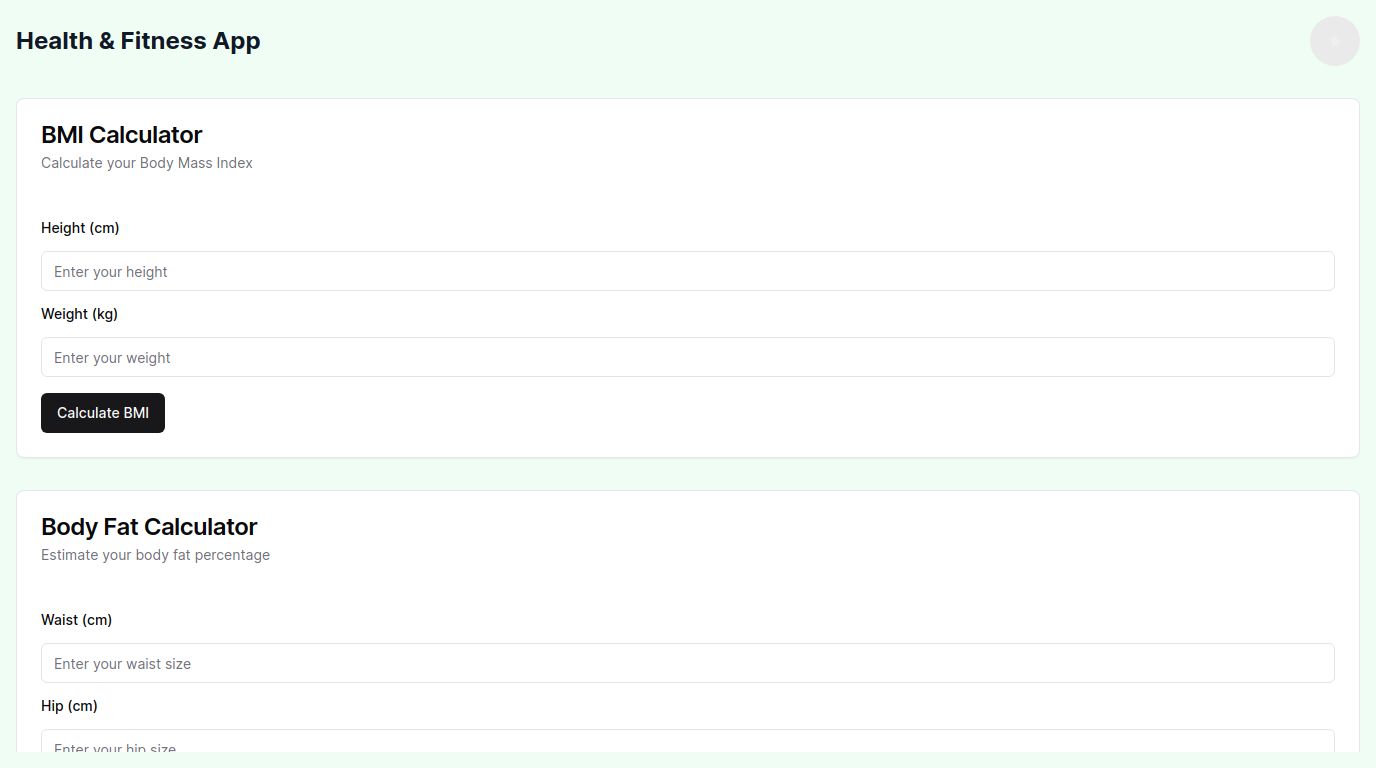 Health & Fitness App
BMI Calculator
Calculate your Body Mass Index
Height (cm)
Enter your height
Weight (kg)
Enter your weight
Calculate BMI
Body Fat Calculator
Estimate your body fat percentage
Waist (cm)
Enter your waist size
Hip (cm)
Enter your hip size